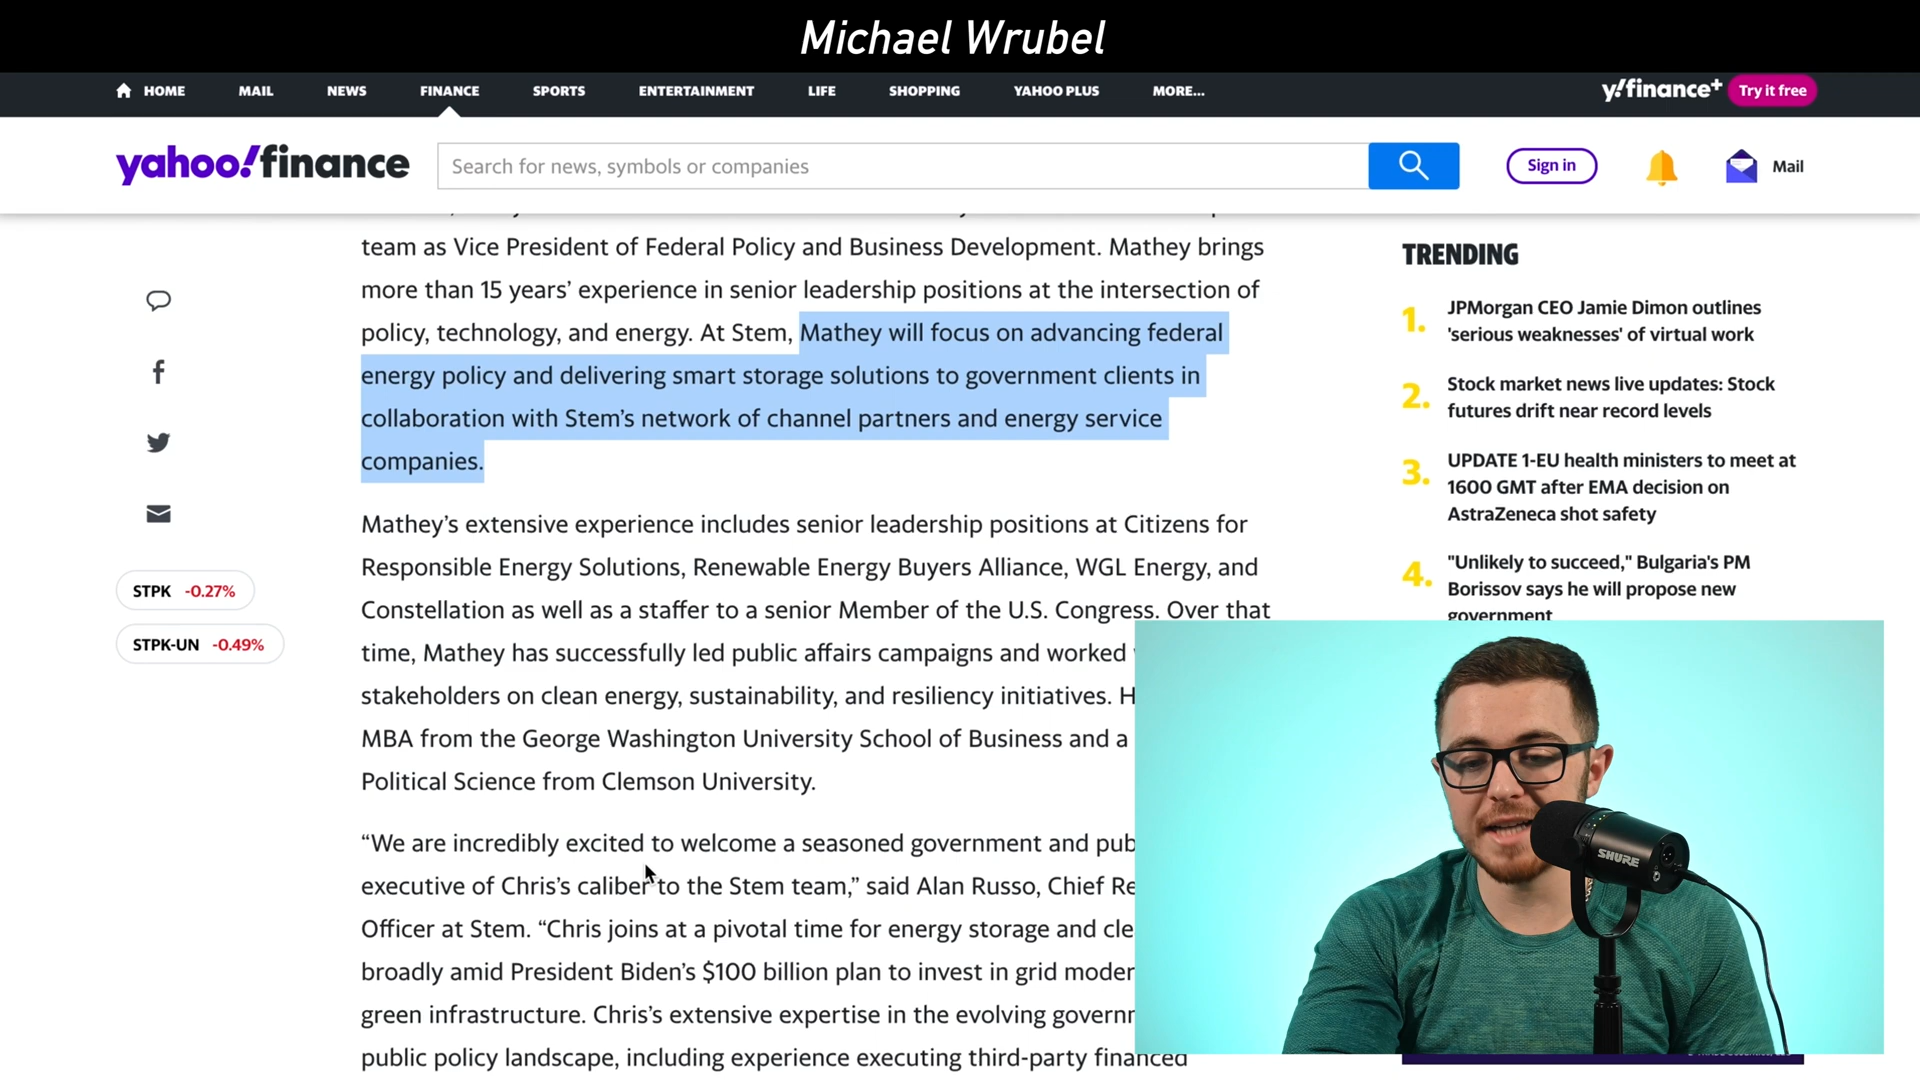 Michael Wrubel
HOME MAIL NEWS FINANCE SPORTS ENTERTAINMENT LIFE SHOPPING YAHOO PLUS MORE... y!finance+ Try it free
yahoo!finance Search for news, symbols or companies Sign in Mail
team as Vice President of Federal Policy and Business Development. Mathey brings
more than 15 years’ experience in senior leadership positions at the intersection of
policy, technology, and energy. At Stem, Mathey will focus on advancing federal
energy policy and delivering smart storage solutions to government clients in
collaboration with Stem’s network of channel partners and energy service
companies.
Mathey’s extensive experience includes senior leadership positions at Citizens for
Responsible Energy Solutions, Renewable Energy Buyers Alliance, WGL Energy, and
Constellation as well as a staffer to a senior Member of the U.S. Congress. Over that
time, Mathey has successfully led public affairs campaigns and worked
stakeholders on clean energy, sustainability, and resiliency initiatives. H
MBA from the George Washington University School of Business and a
Political Science from Clemson University.
“We are incredibly excited to welcome a seasoned government and pub
executive of Chris’s caliber to the Stem team,” said Alan Russo, Chief Re
Officer at Stem. “Chris joins at a pivotal time for energy storage and cle
broadly amid President Biden’s $100 billion plan to invest in grid moder
green infrastructure. Chris’s extensive expertise in the evolving governr
public policy landscape, including experience executing third-party financed
STPK -0.27%
STPK-UN -0.49%
TRENDING
1. JPMorgan CEO Jamie Dimon outlines
'serious weaknesses' of virtual work
2. Stock market news live updates: Stock
futures drift near record levels
3. UPDATE 1-EU health ministers to meet at
1600 GMT after EMA decision on
AstraZeneca shot safety
4. "Unlikely to succeed," Bulgaria's PM
Borissov says he will propose new
government
SHURE